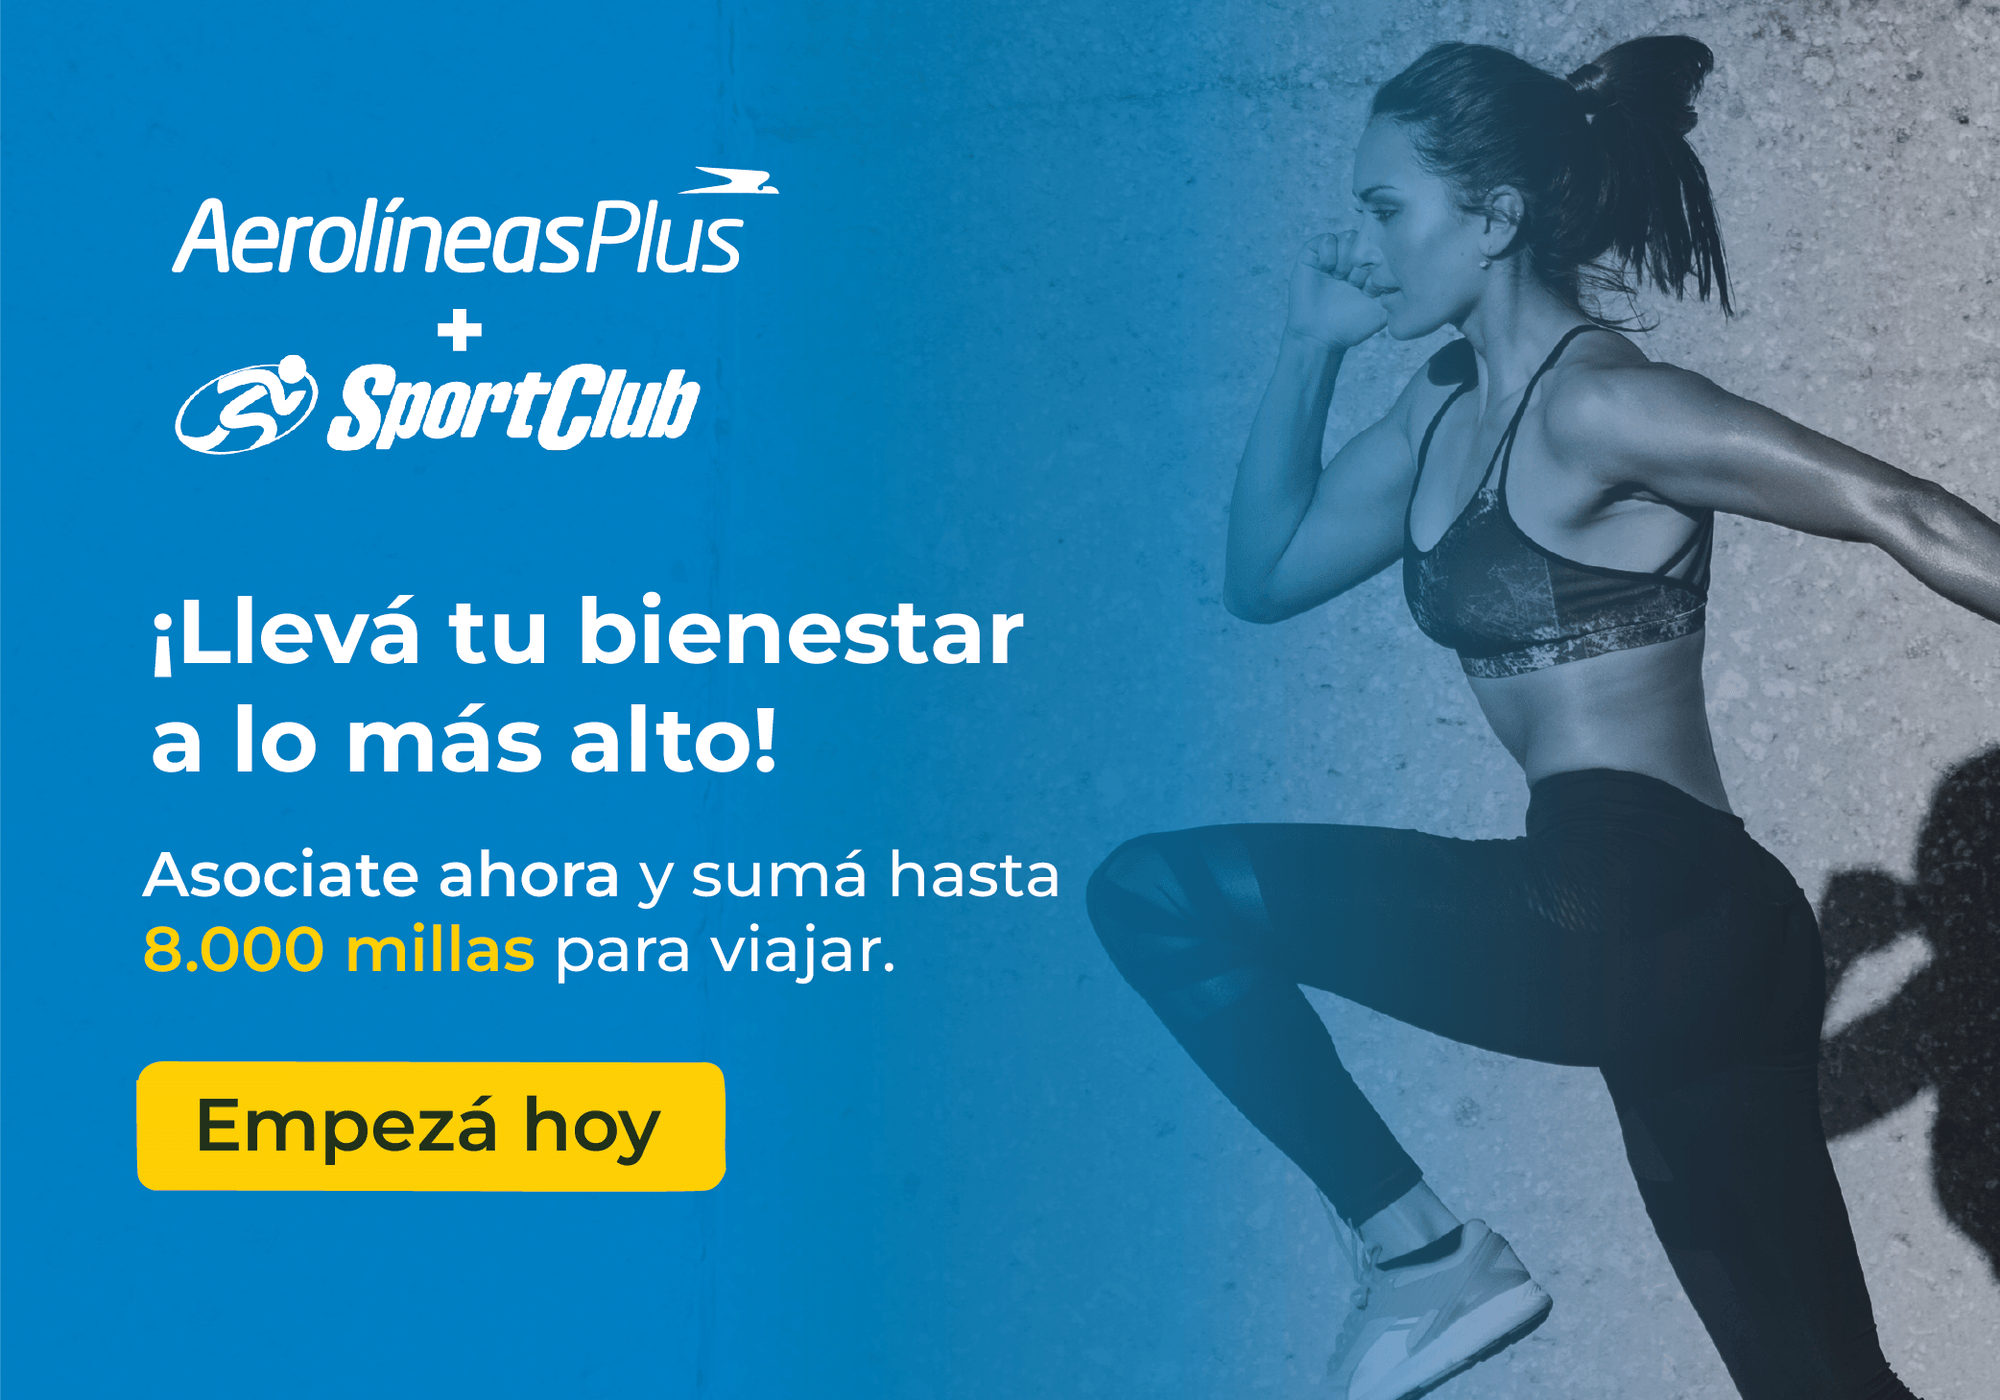 AerolíneasPlus
+
SportClub
¡Llevá tu bienestar
a lo más alto!
Asociate ahora y sumá hasta
8.000 millas para viajar.
Empezá hoy